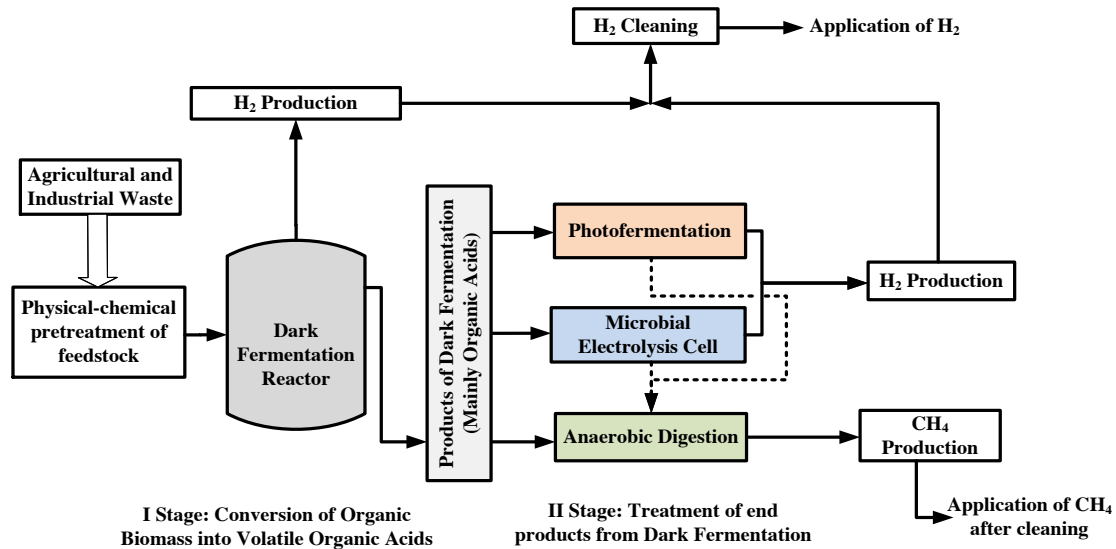 H₂ Cleaning
Application of H₂
H₂ Production
Agricultural and
Industrial Waste
Physical-chemical
pretreatment of
feedstock
Dark
Fermentation
Reactor
Products of Dark Fermentation
(Mainly Organic Acids)
Photofermentation
Microbial
Electrolysis Cell
Anaerobic Digestion
H₂ Production
CH₄
Production
Application of CH₄
after cleaning
I Stage: Conversion of Organic
Biomass into Volatile Organic Acids
II Stage: Treatment of end
products from Dark Fermentation